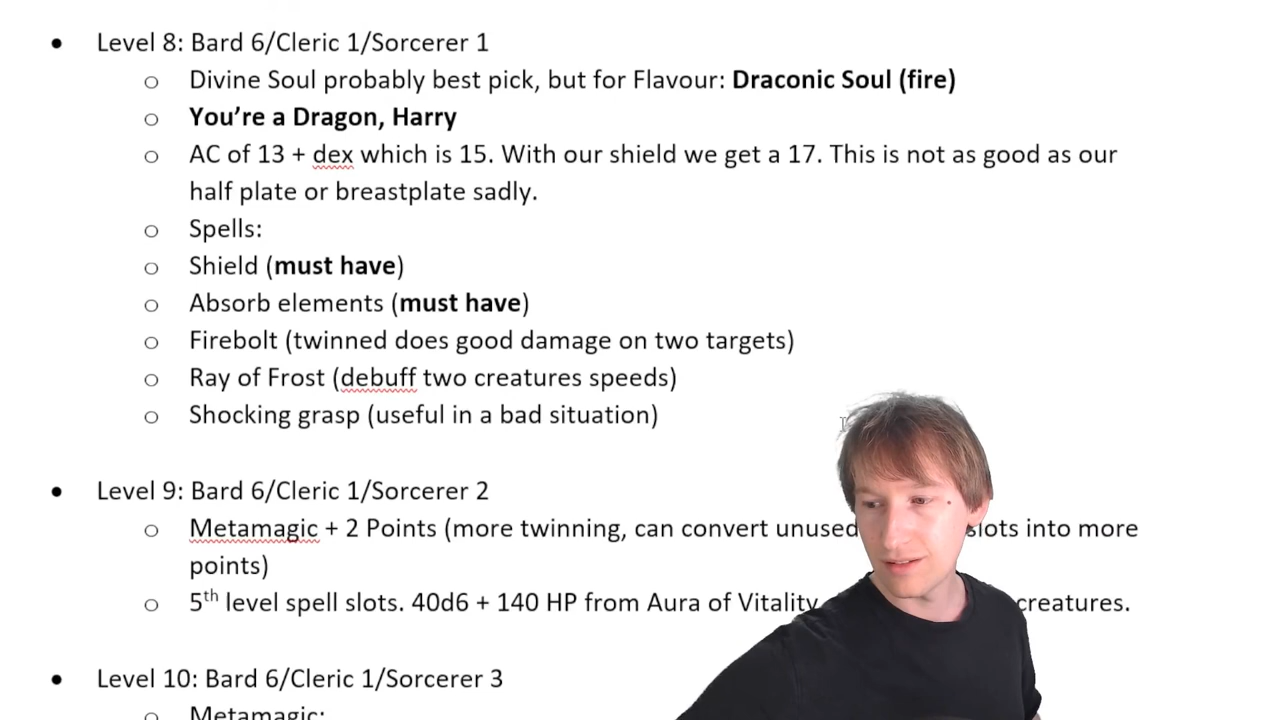 • Level 8: Bard 6/Cleric 1/Sorcerer 1
o Divine Soul probably best pick, but for Flavour: Draconic Soul (fire)
o You’re a Dragon, Harry
o AC of 13 + dex which is 15. With our shield we get a 17. This is not as good as our
half plate or breastplate sadly.
o Spells:
o Shield (must have)
o Absorb elements (must have)
o Firebolt (twinned does good damage on two targets)
o Ray of Frost (debuff two creatures speeds)
o Shocking grasp (useful in a bad situation)
• Level 9: Bard 6/Cleric 1/Sorcerer 2
o Metamagic + 2 Points (more twinning, can convert unused slots into more
points)
o 5th level spell slots. 40d6 + 140 HP from Aura of Vitality creatures.
• Level 10: Bard 6/Cleric 1/Sorcerer 3
o Metamagic: